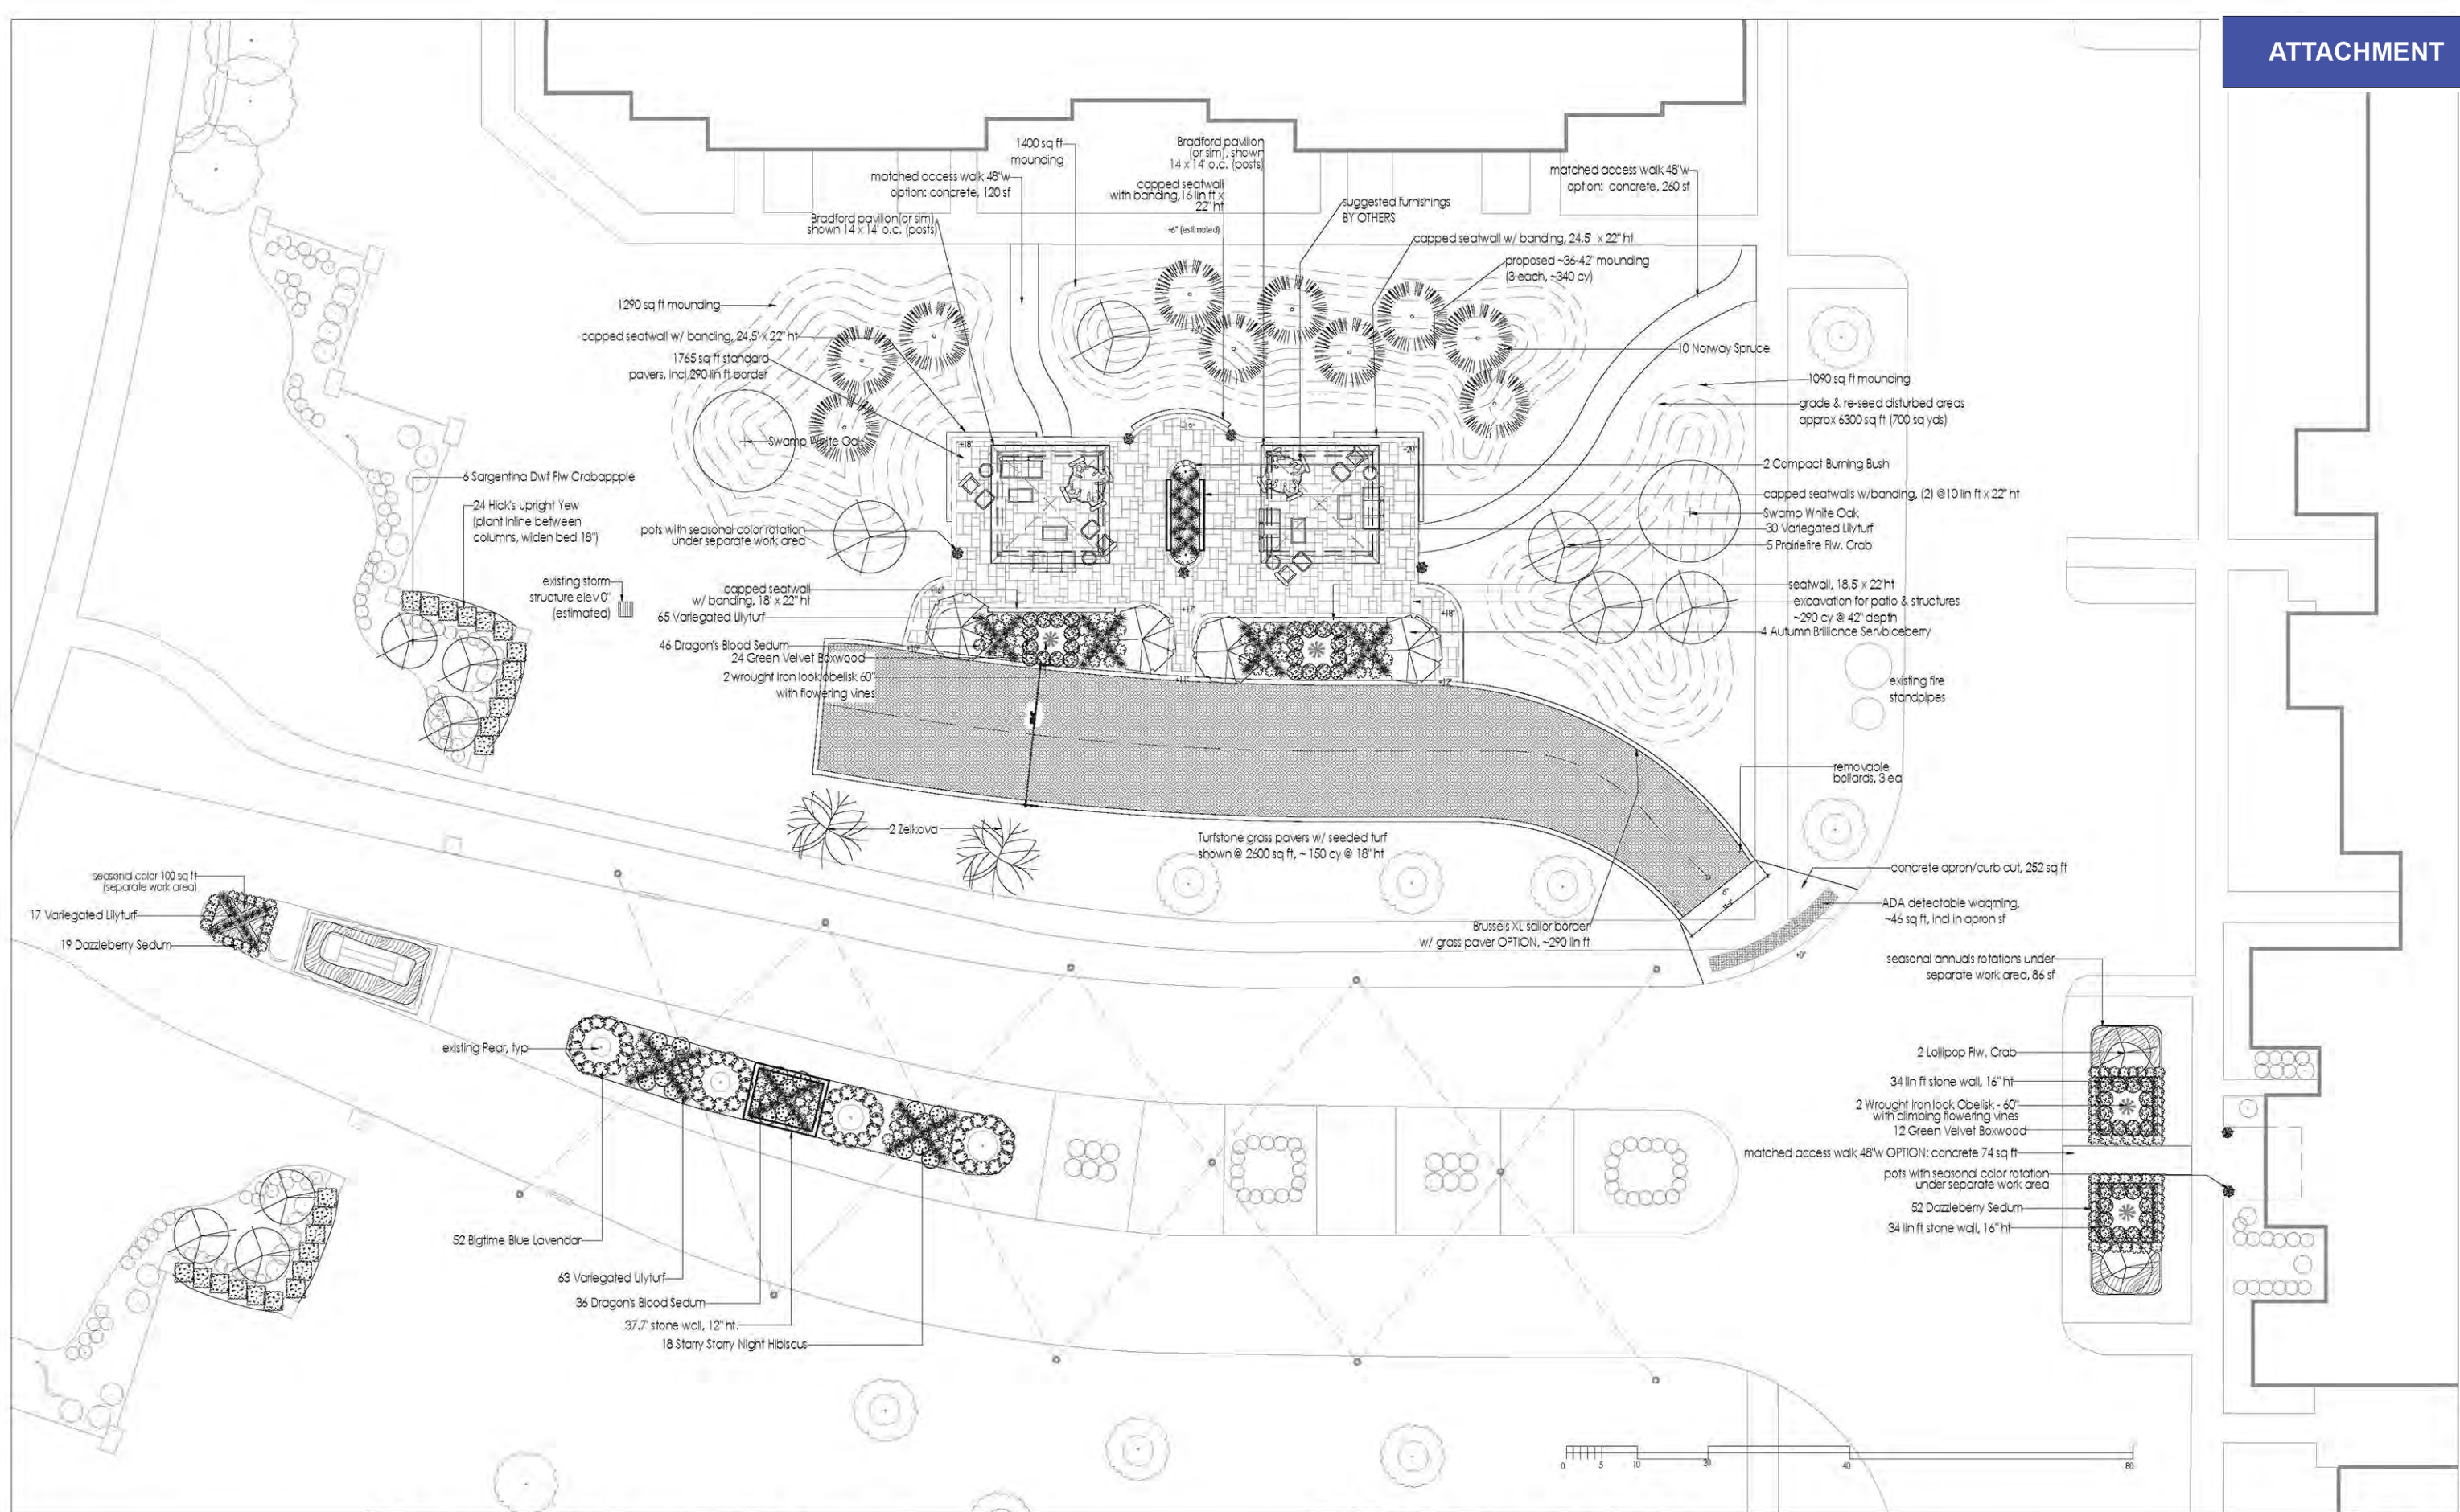 ATTACHMENT
1400 sq ft
mounding
Bradford pavilion
(or sim), shown
14 x 14' o.c. (posts)
matched access walk 48"w
option: concrete, 120 sf
capped seatwall
with banding, 16 lin ft x
22" ht
matched access walk 48"w
option: concrete, 260 sf
Bradford pavilion(or sim),
shown 14 x 14' o.c. (posts)
+6" (estimated)
suggested furnishings
BY OTHERS
capped seatwall w/ banding, 24.5' x 22" ht
proposed ~36-42" mounding
(3 each, ~340 cy)
1290 sq ft mounding
capped seatwall w/ banding, 24.5' x 22" ht
1765 sq ft standard
pavers, incl 290 lin ft border
10 Norway Spruce
1090 sq ft mounding
grade & re-seed disturbed areas
approx 6300 sq ft (700 sq yds)
Swamp White Oak
+18"
+19"
+20"
6 Sargentina Dwf Flw Crabappple
2 Compact Burning Bush
24 Hick's Upright Yew
(plant inline between
columns, widen bed 18")
capped seatwalls w/banding, (2) @10 lin ft x 22" ht
Swamp White Oak
30 Variegated Lilyturf
5 Prairiefire Flw. Crab
pots with seasonal color rotation
under separate work area
existing storm
structure elev 0"
(estimated)
capped seatwall
w/ banding, 18' x 22" ht
65 Variegated Lilyturf
+16"
+17"
+18"
seatwall, 18.5' x 22"ht
excavation for patio & structures
~290 cy @ 42" depth
4 Autumn Brilliance Servbiceberry
46 Dragon's Blood Sedum
24 Green Velvet Boxwood
2 wrought iron look obelisk 60"
with flowering vines
+12"
existing fire
standpipes
removable
bollards, 3 ea
2 Zelkova
Turfstone grass pavers w/ seeded turf
shown @ 2600 sq ft, ~ 150 cy @ 18" ht
concrete apron/curb cut, 252 sq ft
6"
seasonal color 100 sq ft
(separate work area)
17 Variegated Lilyturf
19 Dazzleberry Sedum
ADA detectable waqrning,
~46 sq ft, incl in apron sf
Brussels XL sailor border
w/ grass paver OPTION, ~290 lin ft
+0"
seasonal annuals rotations under
separate work area, 86 sf
existing Pear, typ
2 Lollipop Flw. Crab
34 lin ft stone wall, 16" ht
2 Wrought iron look Obelisk - 60"
with climbing flowering vines
12 Green Velvet Boxwood
matched access walk 48"w OPTION: concrete 74 sq ft
pots with seasonal color rotation
under separate work area
52 Dazzleberry Sedum
34 lin ft stone wall, 16" ht
52 Bigtime Blue Lavendar
63 Variegated Lilyturf
36 Dragon's Blood Sedum
37.7' stone wall, 12" ht.
18 Starry Starry Night Hibiscus
0 5 10 20 40 80